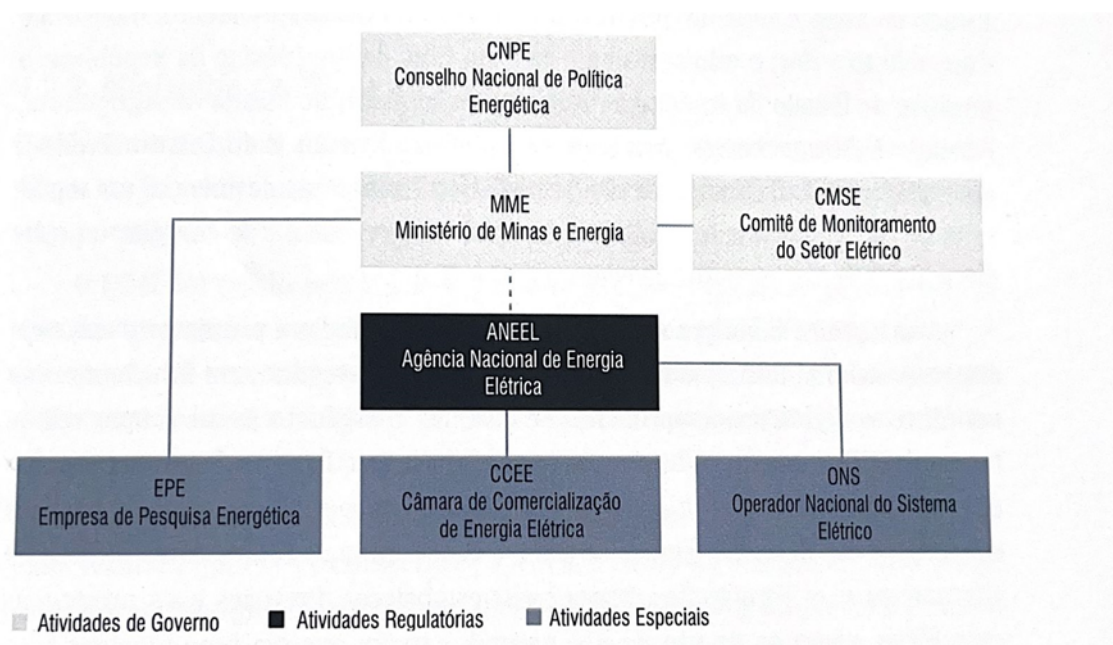 CNPE
Conselho Nacional de Política
Energética
MME
Ministério de Minas e Energia
CMSE
Comitê de Monitoramento
do Setor Elétrico
ANEEL
Agência Nacional de Energia
Elétrica
EPE
Empresa de Pesquisa Energética
CCEE
Câmara de Comercialização
de Energia Elétrica
ONS
Operador Nacional do Sistema
Elétrico
Atividades de Governo
Atividades Regulatórias
Atividades Especiais